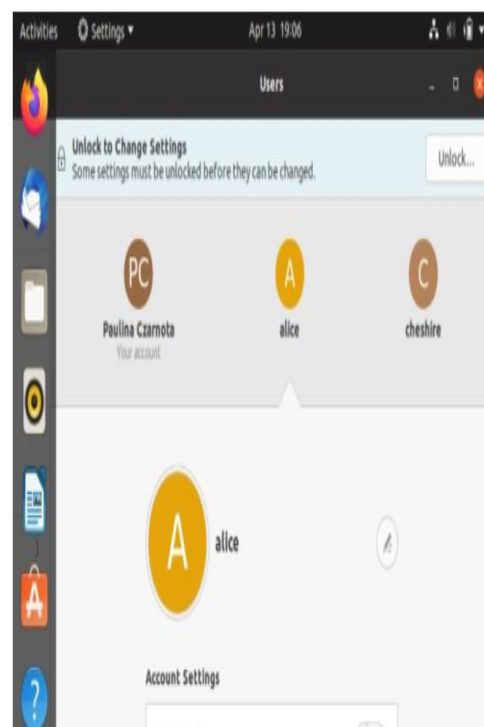 Activities Settings Apr 13 19:06
Users
Unlock to Change Settings
Some settings must be unlocked before they can be changed.
Unlock...
PC A C
Paulina Czarnota alice cheshire
Your account
A alice
Account Settings